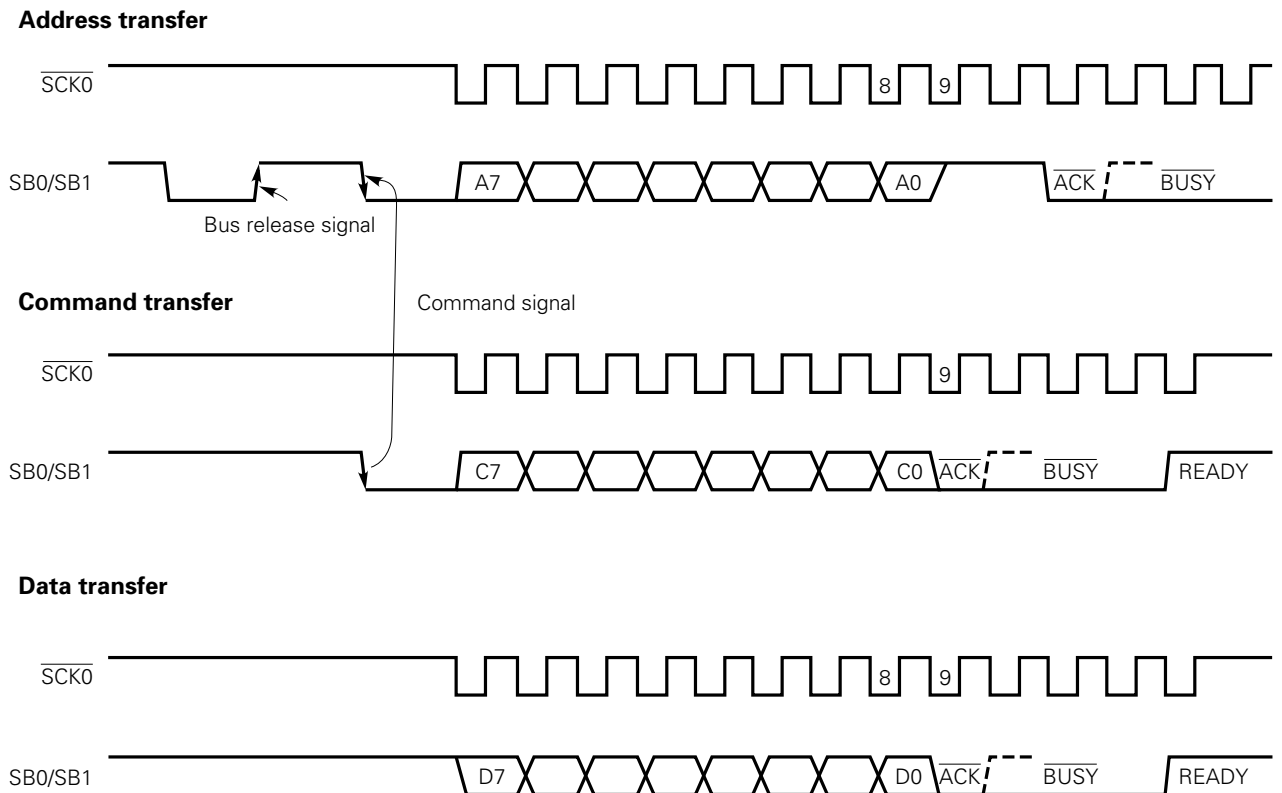 Address transfer
SCK0
8 9
SB0/SB1 A7 A0 ACK BUSY
Bus release signal
Command transfer Command signal
SCK0
9
SB0/SB1 C7 C0 ACK BUSY READY
Data transfer
SCK0
8 9
SB0/SB1 D7 D0 ACK BUSY READY